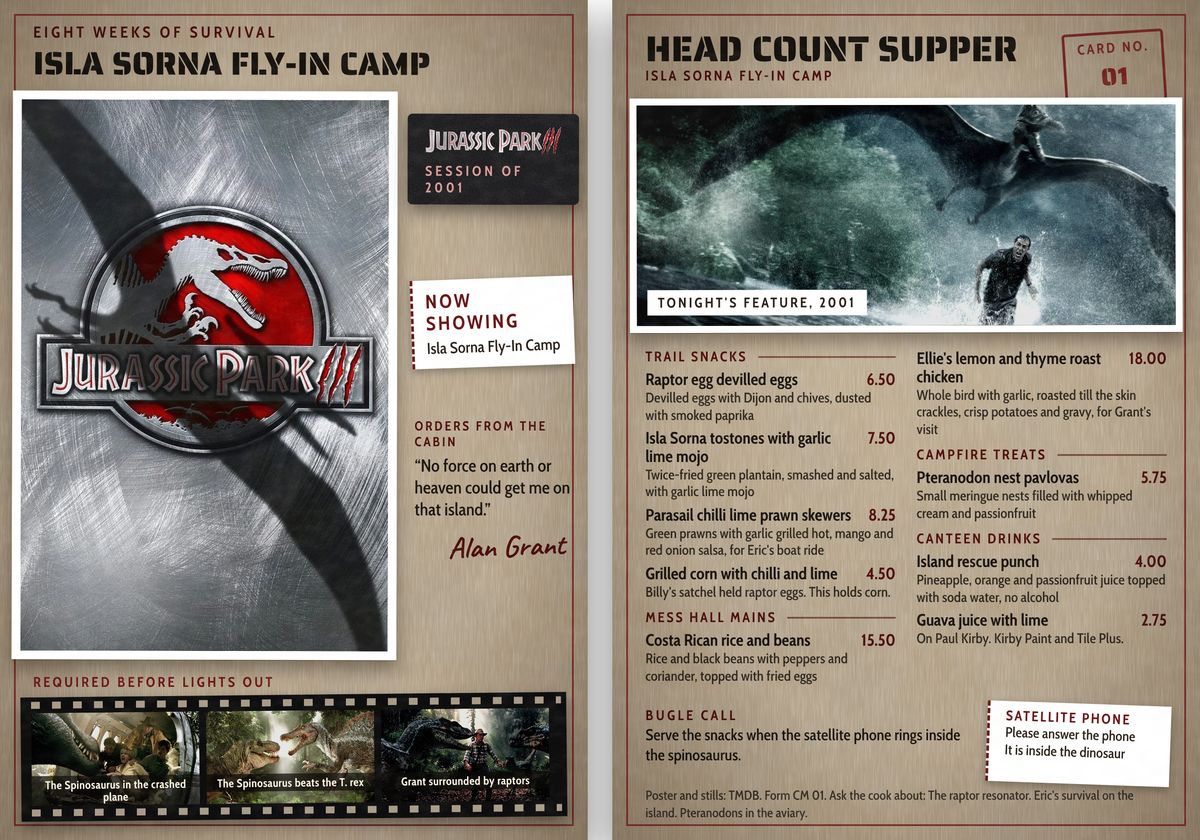 EIGHT WEEKS OF SURVIVAL
ISLA SORNA FLY-IN CAMP
JURASSIC PARK III
JURASSIC PARK III
SESSION OF
2001
NOW
SHOWING
Isla Sorna Fly-In Camp
ORDERS FROM THE
CABIN
“No force on earth or
heaven could get me on
that island.”
Alan Grant
REQUIRED BEFORE LIGHTS OUT
The Spinosaurus in the crashed
plane
The Spinosaurus beats the T. rex
Grant surrounded by raptors
HEAD COUNT SUPPER
ISLA SORNA FLY-IN CAMP
CARD NO.
01
TONIGHT'S FEATURE, 2001
TRAIL SNACKS
Raptor egg devilled eggs 6.50
Devilled eggs with Dijon and chives, dusted
with smoked paprika
Isla Sorna tostones with garlic 7.50
lime mojo
Twice-fried green plantain, smashed and salted,
with garlic lime mojo
Parasail chilli lime prawn skewers 8.25
Green prawns with garlic grilled hot, mango and
red onion salsa, for Eric's boat ride
Grilled corn with chilli and lime 4.50
Billy's satchel held raptor eggs. This holds corn.
MESS HALL MAINS
Costa Rican rice and beans 15.50
Rice and black beans with peppers and
coriander, topped with fried eggs
Ellie's lemon and thyme roast 18.00
chicken
Whole bird with garlic, roasted till the skin
crackles, crisp potatoes and gravy, for Grant's
visit
CAMPFIRE TREATS
Pteranodon nest pavlovas 5.75
Small meringue nests filled with whipped
cream and passionfruit
CANTEEN DRINKS
Island rescue punch 4.00
Pineapple, orange and passionfruit juice topped
with soda water, no alcohol
Guava juice with lime 2.75
On Paul Kirby. Kirby Paint and Tile Plus.
BUGLE CALL
Serve the snacks when the satellite phone rings inside
the spinosaurus.
SATELLITE PHONE
Please answer the phone
It is inside the dinosaur
Poster and stills: TMDB. Form CM 01. Ask the cook about: The raptor resonator. Eric's survival on the
island. Pteranodons in the aviary.